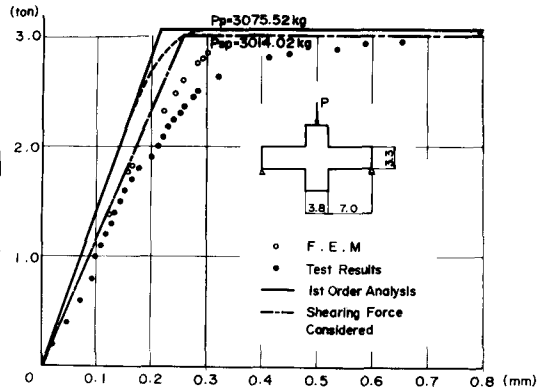 (ton)
Pp=3075.52kg
3.0
Psp=3014.02kg
P
2.0
3.3
3.8 7.0
F.E.M
1.0
Test Results
1st Order Analysis
Shearing Force
Considered
0 0.1 0.2 0.3 0.4 0.5 0.6 0.7 0.8 (mm)